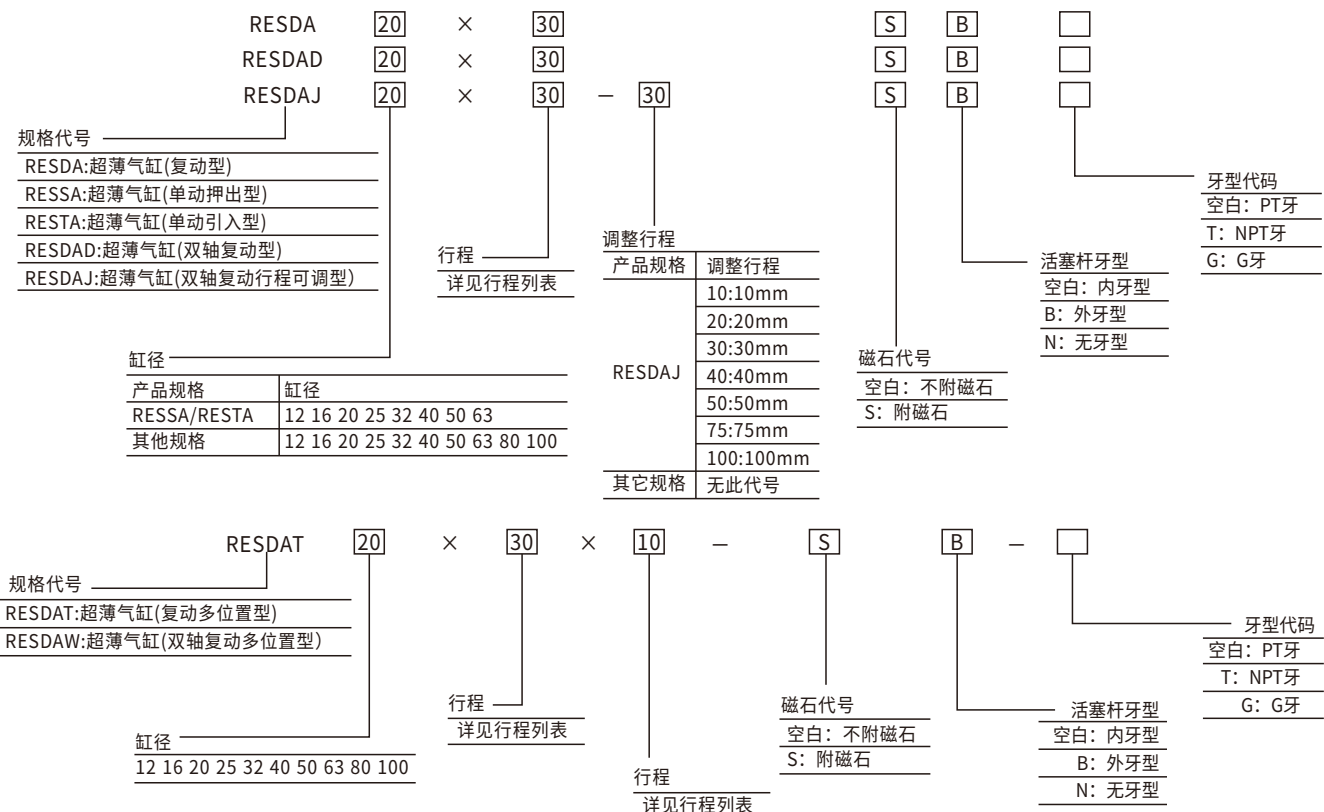 RESDA 20 × 30 S B
RESDAD 20 × 30 S B
RESDAJ 20 × 30 – 30 S B
规格代号
RESDA:超薄气缸(复动型)
RESSA:超薄气缸(单动押出型)
RESTA:超薄气缸(单动引入型)
RESDAD:超薄气缸(双轴复动型)
RESDAJ:超薄气缸(双轴复动行程可调型)
行程
详见行程列表
缸径
产品规格 缸径
RESSA/RESTA 12 16 20 25 32 40 50 63
其他规格 12 16 20 25 32 40 50 63 80 100
调整行程
产品规格 调整行程
RESDAJ
10:10mm
20:20mm
30:30mm
40:40mm
50:50mm
75:75mm
100:100mm
其它规格 无此代号
磁石代号
空白：不附磁石
S：附磁石
活塞杆牙型
空白：内牙型
B：外牙型
N：无牙型
牙型代码
空白：PT牙
T：NPT牙
G：G牙
RESDAT 20 × 30 × 10 – S B –
规格代号
RESDAT:超薄气缸(复动多位置型)
RESDAW:超薄气缸(双轴复动多位置型)
缸径
12 16 20 25 32 40 50 63 80 100
行程
详见行程列表
行程
详见行程列表
磁石代号
空白：不附磁石
S：附磁石
活塞杆牙型
空白：内牙型
B：外牙型
N：无牙型
牙型代码
空白：PT牙
T：NPT牙
G：G牙